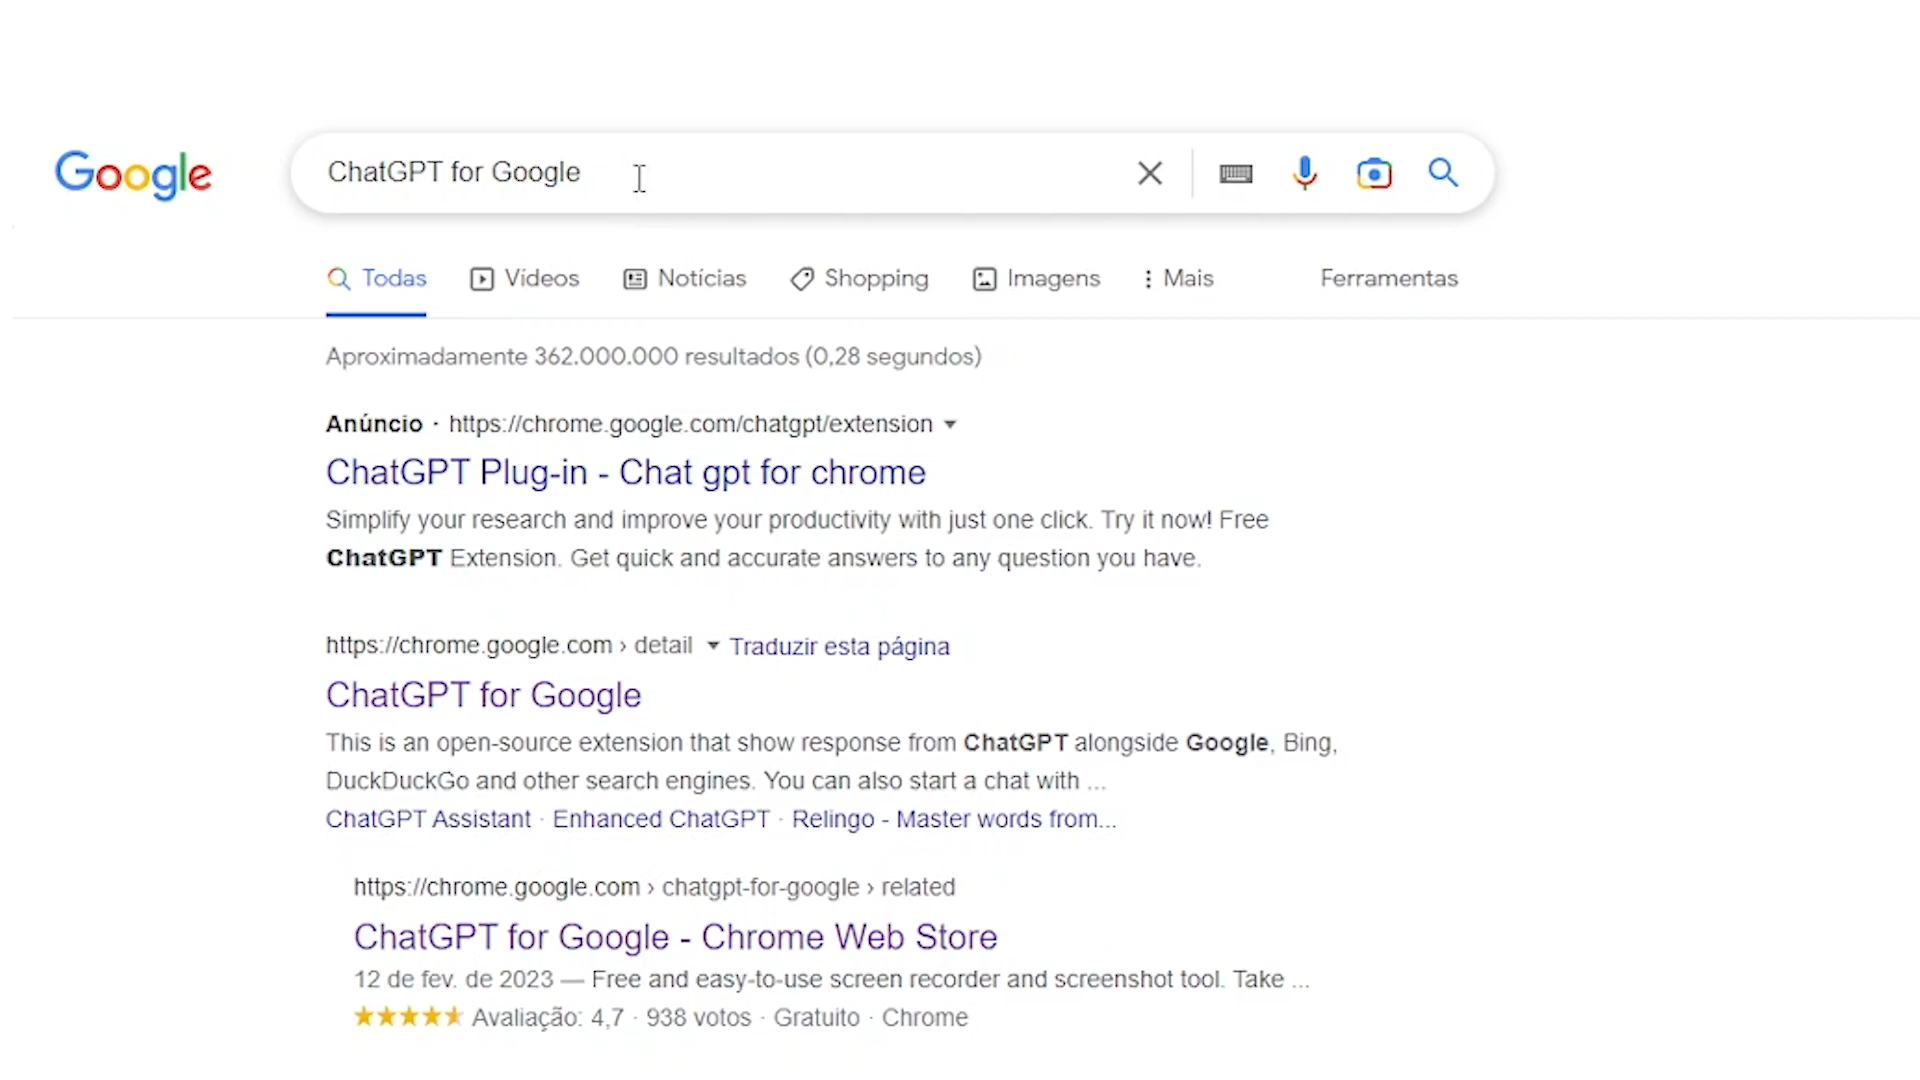 Google
ChatGPT for Google
Todas Vídeos Notícias Shopping Imagens Mais Ferramentas
Aproximadamente 362.000.000 resultados (0,28 segundos)
Anúncio · https://chrome.google.com/chatgpt/extension
ChatGPT Plug-in - Chat gpt for chrome
Simplify your research and improve your productivity with just one click. Try it now! Free
ChatGPT Extension. Get quick and accurate answers to any question you have.
https://chrome.google.com › detail Traduzir esta página
ChatGPT for Google
This is an open-source extension that show response from ChatGPT alongside Google, Bing,
DuckDuckGo and other search engines. You can also start a chat with ...
ChatGPT Assistant · Enhanced ChatGPT · Relingo - Master words from...
https://chrome.google.com › chatgpt-for-google › related
ChatGPT for Google - Chrome Web Store
12 de fev. de 2023 — Free and easy-to-use screen recorder and screenshot tool. Take ...
Avaliação: 4,7 · 938 votos · Gratuito · Chrome